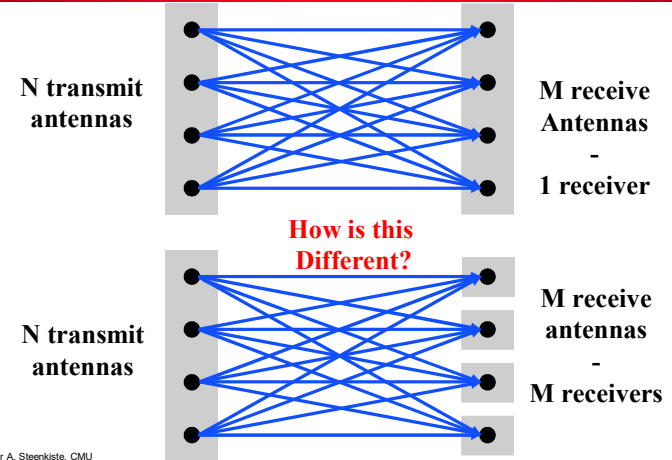 N transmit
antennas
M receive
Antennas
-
1 receiver
How is this
Different?
N transmit
antennas
M receive
antennas
-
M receivers
r A. Steenkiste, CMU